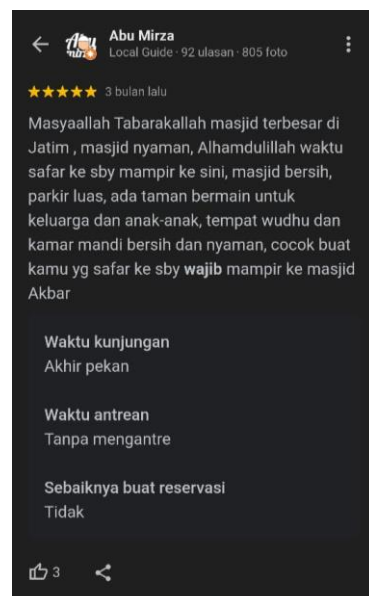 Abu Mirza
Local Guide · 92 ulasan · 805 foto
3 bulan lalu
Masyaallah Tabarakallah masjid terbesar di
Jatim , masjid nyaman, Alhamdulillah waktu
safar ke sby mampir ke sini, masjid bersih,
parkir luas, ada taman bermain untuk
keluarga dan anak-anak, tempat wudhu dan
kamar mandi bersih dan nyaman, cocok buat
kamu yg safar ke sby wajib mampir ke masjid
Akbar
Waktu kunjungan
Akhir pekan
Waktu antrean
Tanpa mengantre
Sebaiknya buat reservasi
Tidak
3